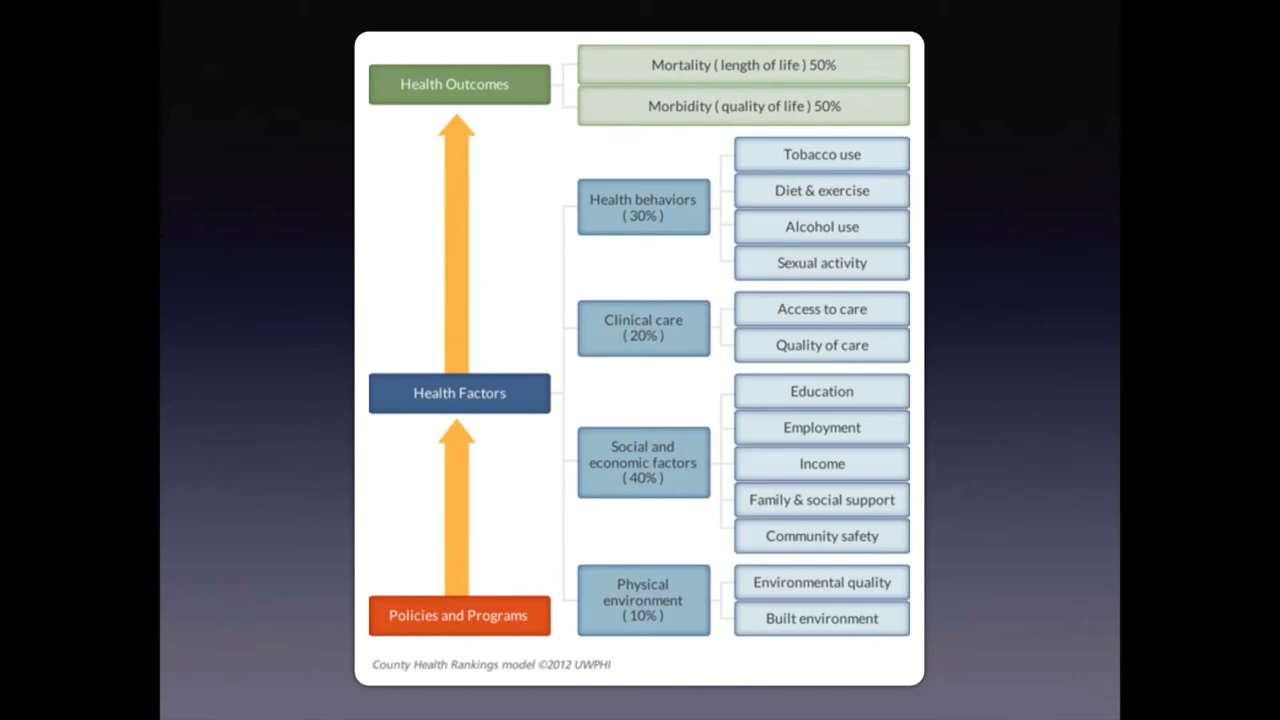 Health Outcomes
Mortality ( length of life ) 50%
Morbidity ( quality of life ) 50%
Health Factors
Health behaviors
( 30% )
Tobacco use
Diet & exercise
Alcohol use
Sexual activity
Clinical care
( 20% )
Access to care
Quality of care
Social and
economic factors
( 40% )
Education
Employment
Income
Family & social support
Community safety
Policies and Programs
Physical
environment
( 10% )
Environmental quality
Built environment
County Health Rankings model ©2012 UWPHI